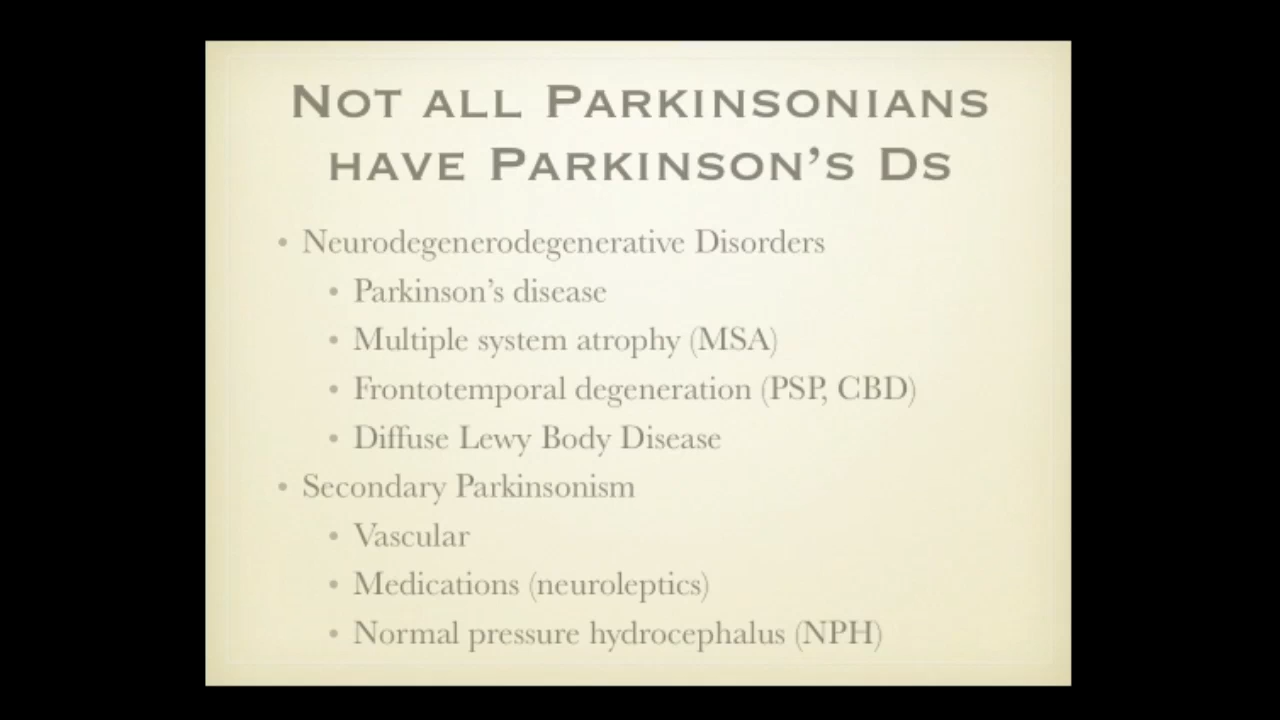 Not all Parkinsonians
have Parkinson's Ds
• Neurodegenerodegenerative Disorders
• Parkinson's disease
• Multiple system atrophy (MSA)
• Frontotemporal degeneration (PSP, CBD)
• Diffuse Lewy Body Disease
• Secondary Parkinsonism
• Vascular
• Medications (neuroleptics)
• Normal pressure hydrocephalus (NPH)